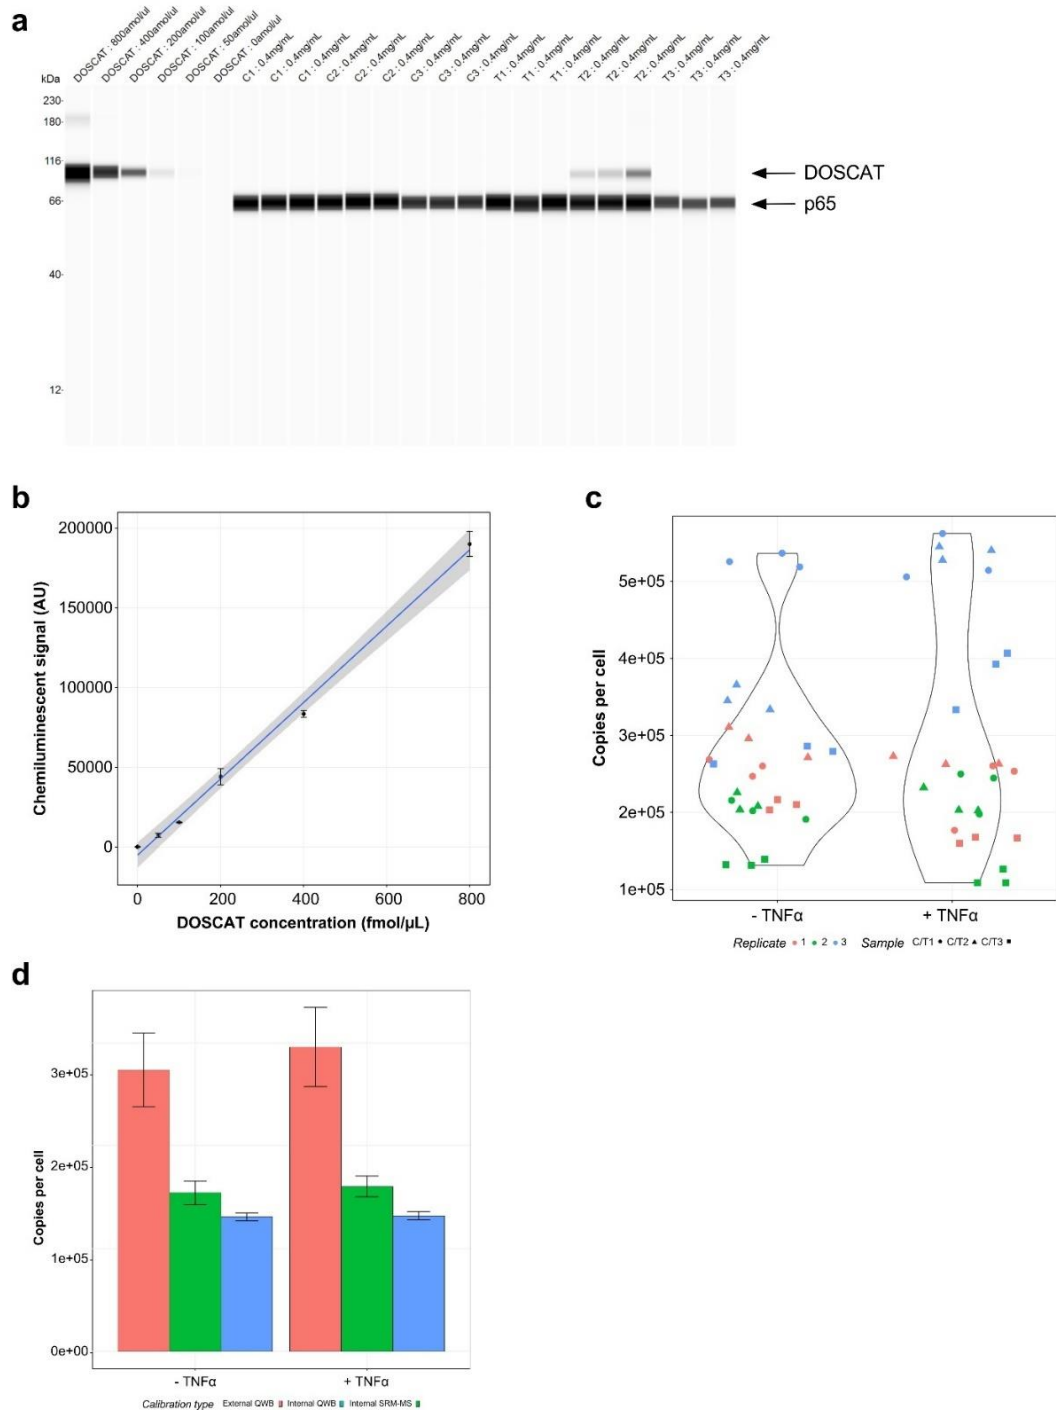 a
kDa
DOSCAT : 800amol/ul
DOSCAT : 400amol/ul
DOSCAT : 200amol/ul
DOSCAT : 100amol/ul
DOSCAT : 50amol/ul
DOSCAT : 0amol/ul
C1 : 0.4mg/mL
C1 : 0.4mg/mL
C1 : 0.4mg/mL
C2 : 0.4mg/mL
C2 : 0.4mg/mL
C2 : 0.4mg/mL
C3 : 0.4mg/mL
C3 : 0.4mg/mL
C3 : 0.4mg/mL
T1 : 0.4mg/mL
T1 : 0.4mg/mL
T1 : 0.4mg/mL
T2 : 0.4mg/mL
T2 : 0.4mg/mL
T2 : 0.4mg/mL
T3 : 0.4mg/mL
T3 : 0.4mg/mL
T3 : 0.4mg/mL
230
180
116
66
40
12
DOSCAT
p65
b
Chemiluminescent signal (AU)
200000
150000
100000
50000
0
0 200 400 600 800
DOSCAT concentration (fmol/µL)
c
Copies per cell
5e+05
4e+05
3e+05
2e+05
1e+05
- TNFα + TNFα
Replicate 1 2 3 Sample C/T1 C/T2 C/T3
d
Copies per cell
3e+05
2e+05
1e+05
0e+00
- TNFα + TNFα
Calibration type External QWB Internal QWB Internal SRM-MS